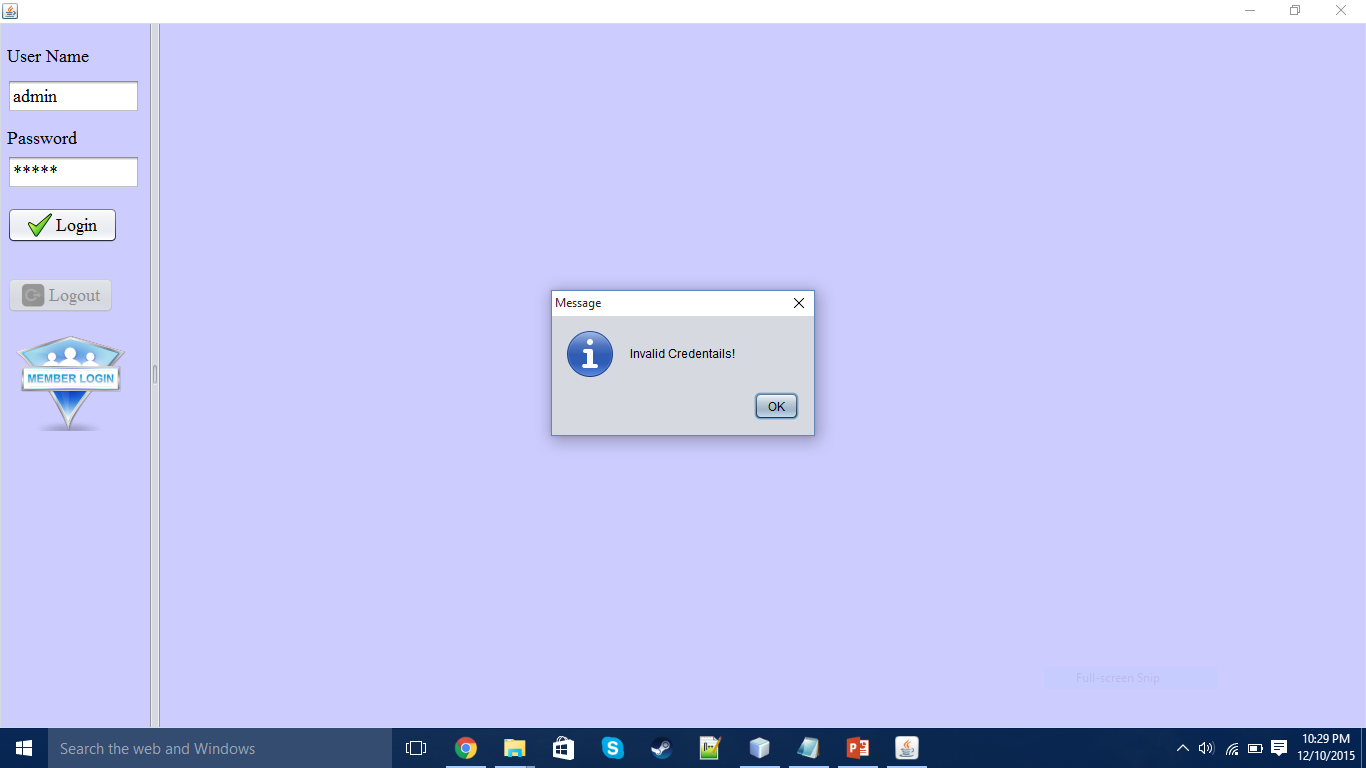 User Name
admin
Password
*****
Login
Logout
MEMBER LOGIN
Message
Invalid Credentails!
OK
Full-screen Snip
Search the web and Windows
10:29 PM
12/10/2015